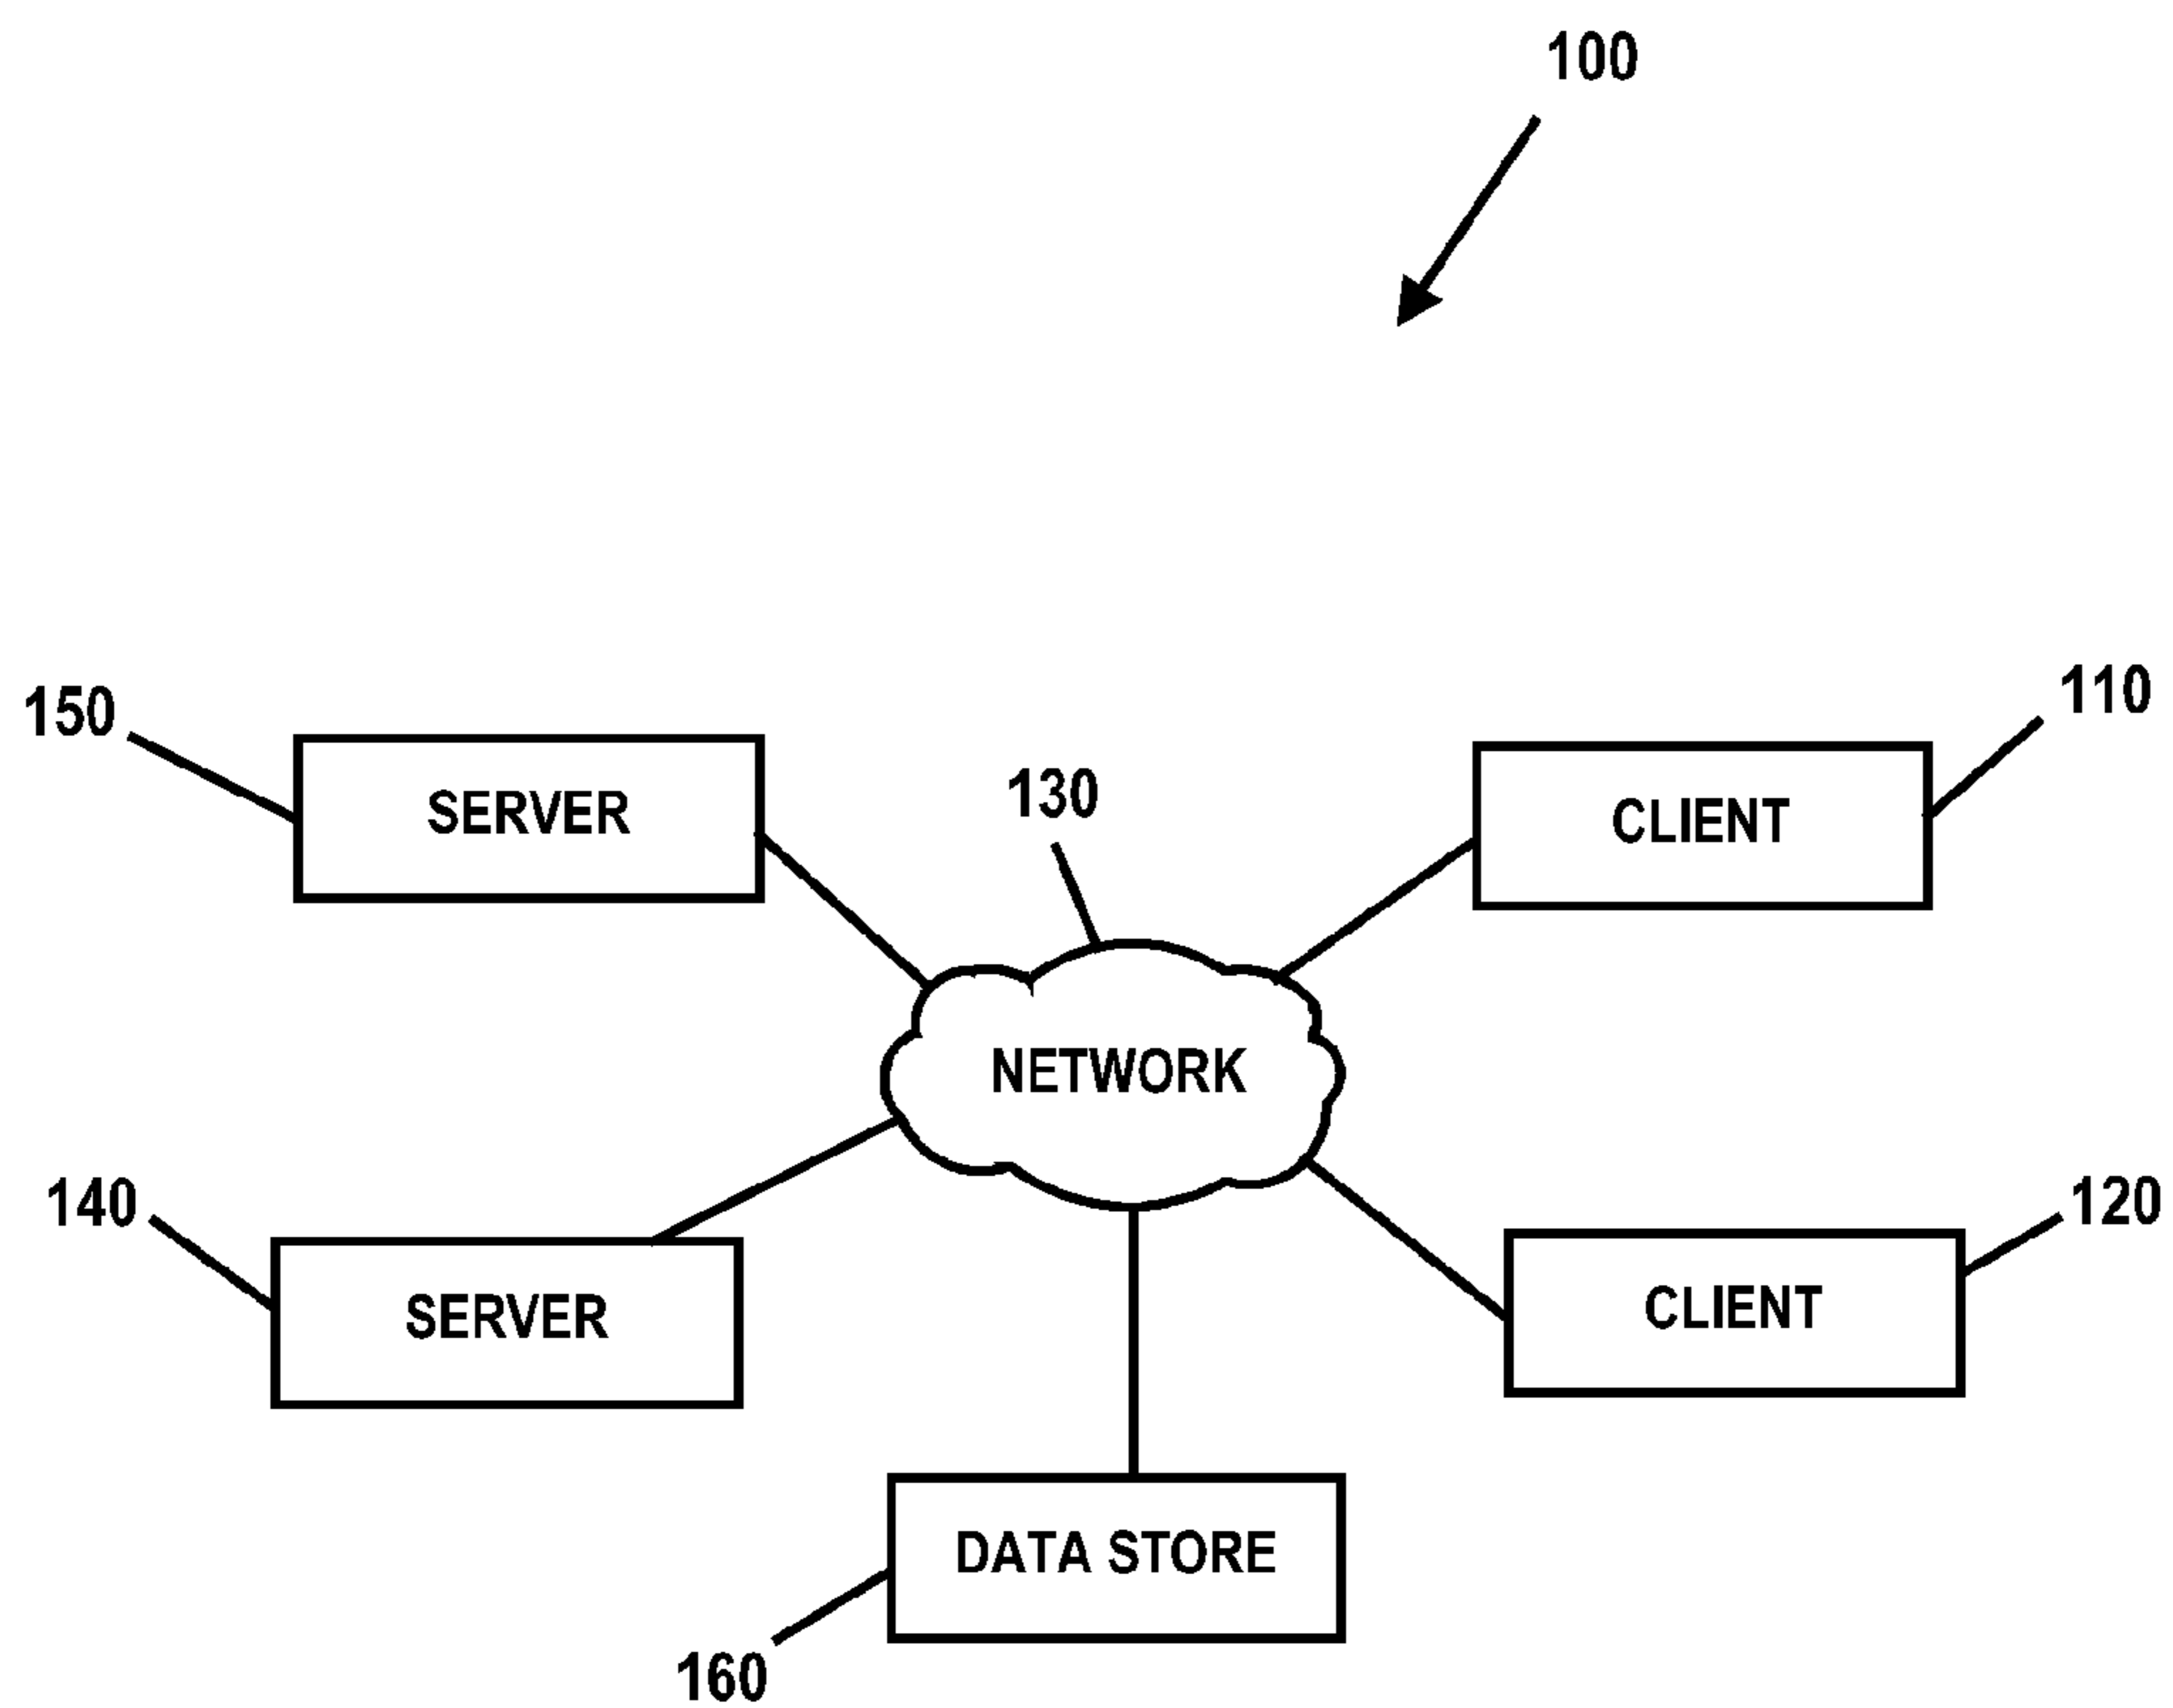 100
110
150
SERVER
130
CLIENT
NETWORK
140
120
SERVER
CLIENT
DATA STORE
160